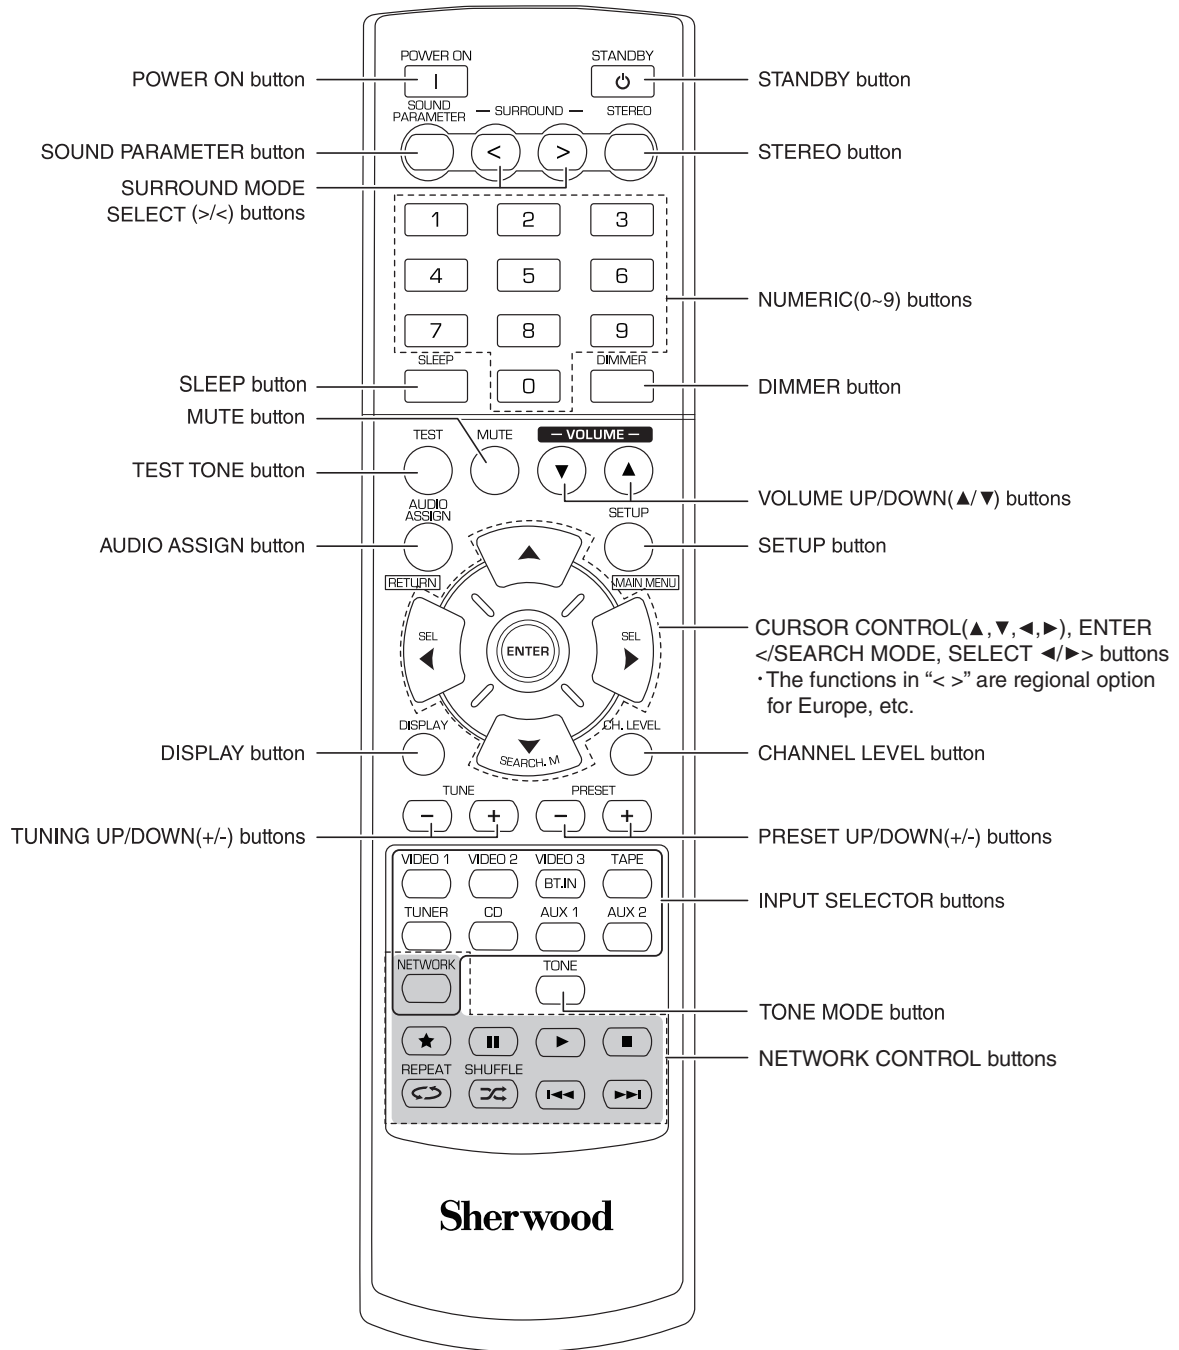 POWER ON STANDBY
POWER ON button
STANDBY button
SOUND PARAMETER
— SURROUND —
STEREO
SOUND PARAMETER button
< >
STEREO button
SURROUND MODE
SELECT (>/<) buttons
1 2 3
4 5 6
NUMERIC(0~9) buttons
7 8 9
SLEEP DIMMER
SLEEP button
0
DIMMER button
MUTE button
TEST MUTE — VOLUME —
TEST TONE button
▼ ▲
VOLUME UP/DOWN(▲/▼) buttons
AUDIO ASSIGN
SETUP
AUDIO ASSIGN button
SETUP button
RETURN MAIN MENU
CURSOR CONTROL(▲,▼,◄,►), ENTER
</SEARCH MODE, SELECT ◄/►> buttons
·The functions in “< >” are regional option
for Europe, etc.
SEL ENTER SEL
DISPLAY CH. LEVEL
DISPLAY button
SEARCH. M
CHANNEL LEVEL button
TUNE PRESET
TUNING UP/DOWN(+/-) buttons
− + − +
PRESET UP/DOWN(+/-) buttons
VIDEO 1 VIDEO 2 VIDEO 3 TAPE
BT.IN
INPUT SELECTOR buttons
TUNER CD AUX 1 AUX 2
NETWORK TONE
TONE MODE button
NETWORK CONTROL buttons
REPEAT SHUFFLE
Sherwood